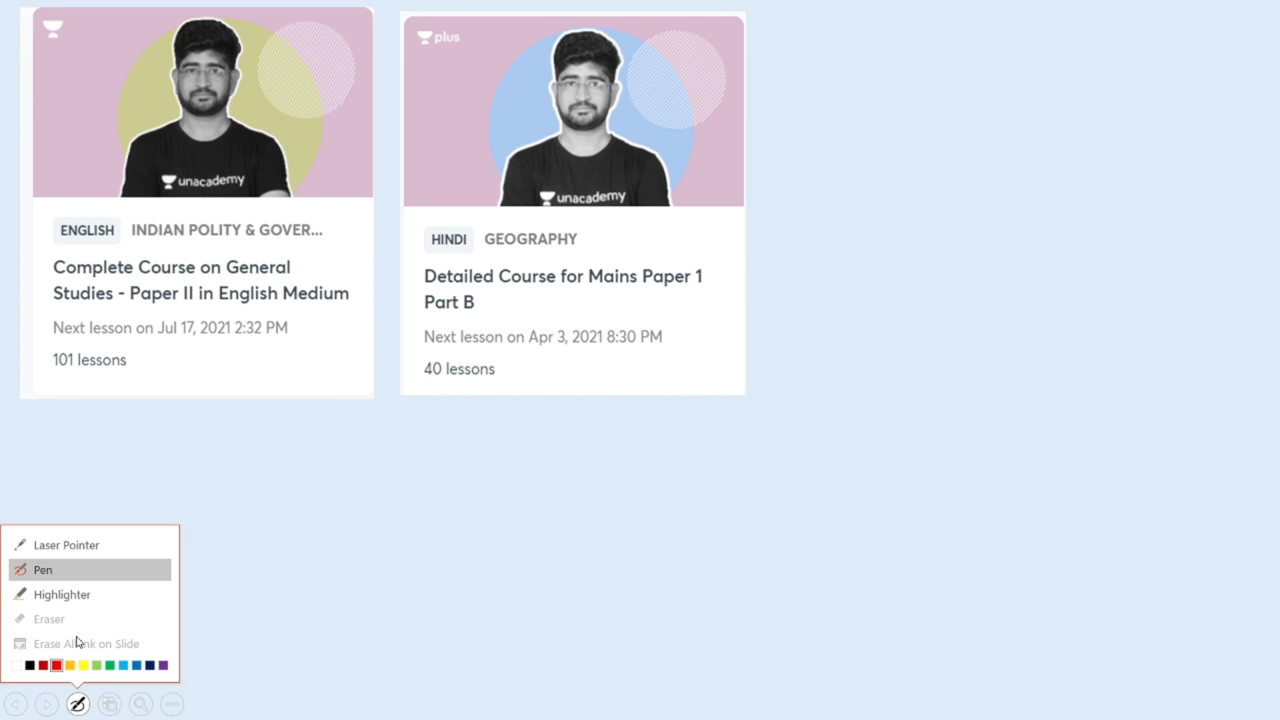 unacademy
ENGLISH INDIAN POLITY & GOVER...
Complete Course on General
Studies - Paper II in English Medium
Next lesson on Jul 17, 2021 2:32 PM
101 lessons
plus
unacademy
HINDI GEOGRAPHY
Detailed Course for Mains Paper 1
Part B
Next lesson on Apr 3, 2021 8:30 PM
40 lessons
Laser Pointer
Pen
Highlighter
Eraser
Erase All Ink on Slide